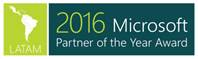 LATAM
2016 Microsoft
Partner of the Year Award